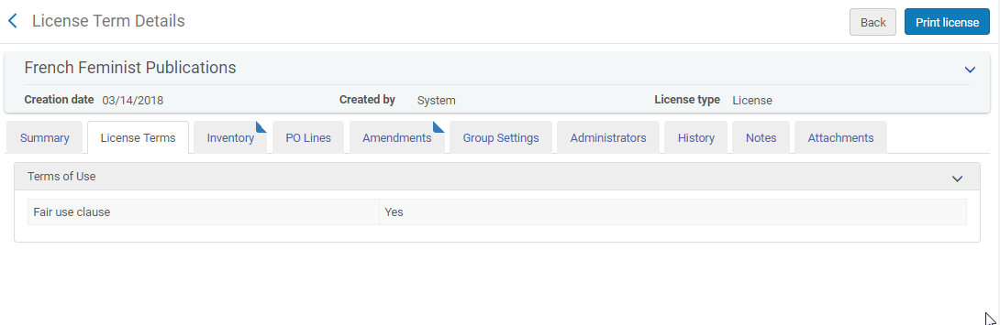 License Term Details
Back
Print license
French Feminist Publications
Creation date 03/14/2018 Created by System License type License
Summary License Terms Inventory PO Lines Amendments Group Settings Administrators History Notes Attachments
Terms of Use
Fair use clause Yes